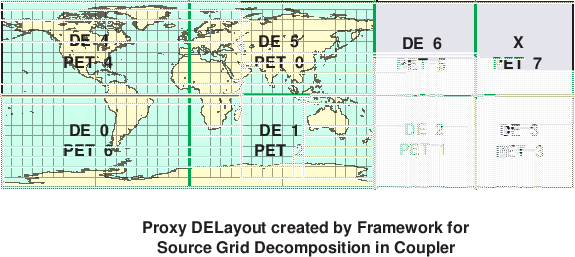 DE 4
PET 4
DE 5
PET 0
DE 6
PET 5
X
PET 7
DE 0
PET 6
DE 1
PET 2
DE 2
PET 1
DE 3
PET 3
Proxy DELayout created by Framework for
Source Grid Decomposition in Coupler